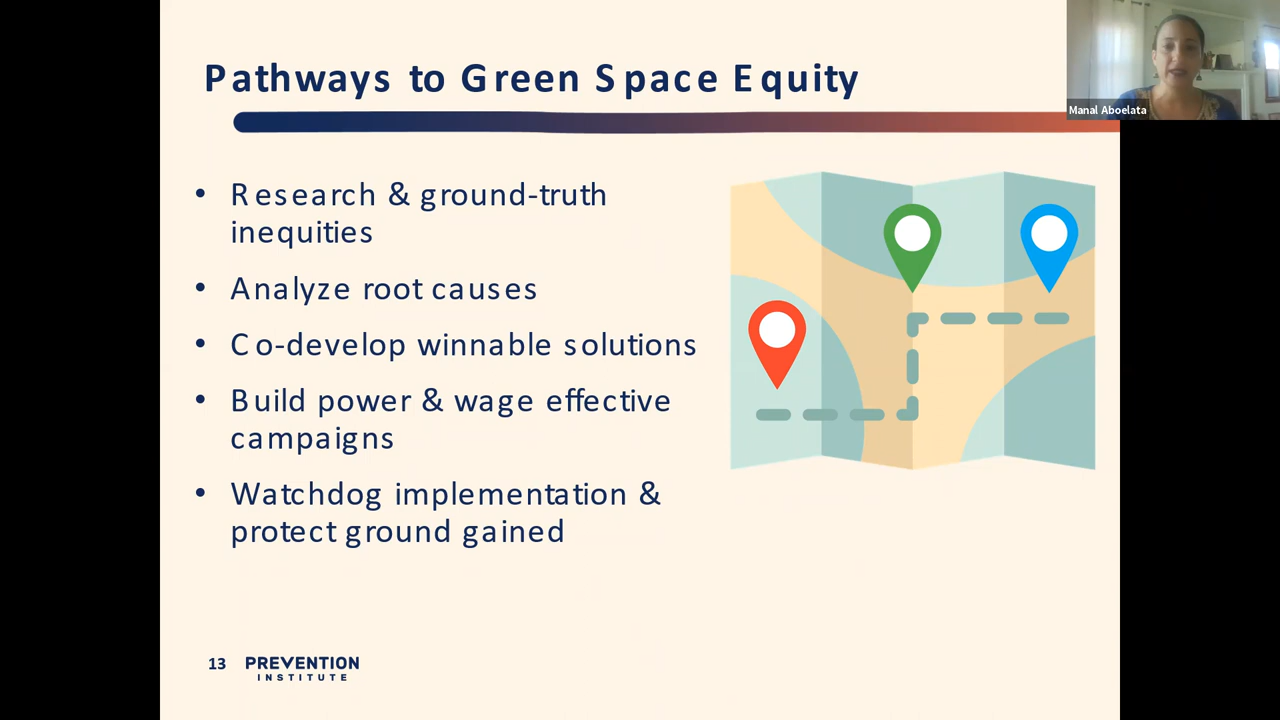 Pathways to Green Space Equity
Manal Aboelata
• Research & ground-truth
inequities
• Analyze root causes
• Co-develop winnable solutions
• Build power & wage effective
campaigns
• Watchdog implementation &
protect ground gained
13 PREVENTION
INSTITUTE